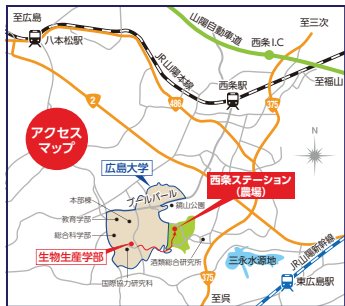 至広島
八本松駅
山陽自動車道
西条I.C
至三次
JR山陽本線
西条駅
至福山
2
486
375
アクセス
マップ
広島大学
西条ステーション
(農場)
ブールバール
鏡山公園
本部棟
教育学部
総合科学部
生物生産学部
酒類総合研究所
国際協力研究科
三永水源地
JR山陽新幹線
東広島駅
375
至呉
N